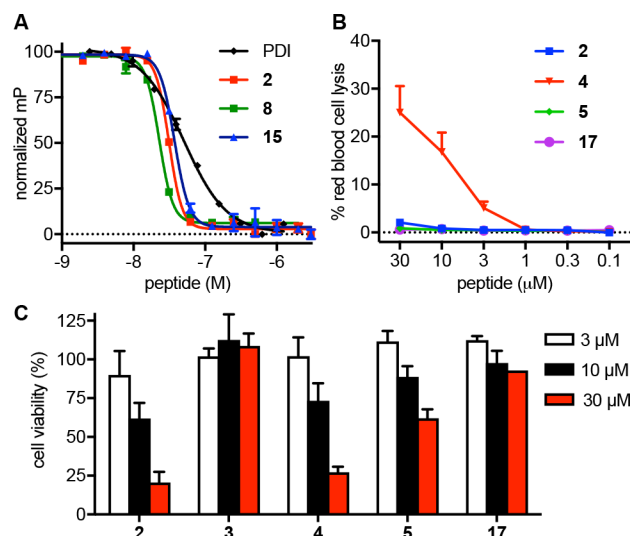 A
normalized mP
100
75
50
25
0
-9 -8 -7 -6
peptide (M)
PDI
2
8
15
B
% red blood cell lysis
40
30
20
10
0
30 10 3 1 0.3 0.1
peptide (μM)
2
4
5
17
C
cell viability (%)
125
100
75
50
25
0
2 3 4 5 17
3 μM
10 μM
30 μM